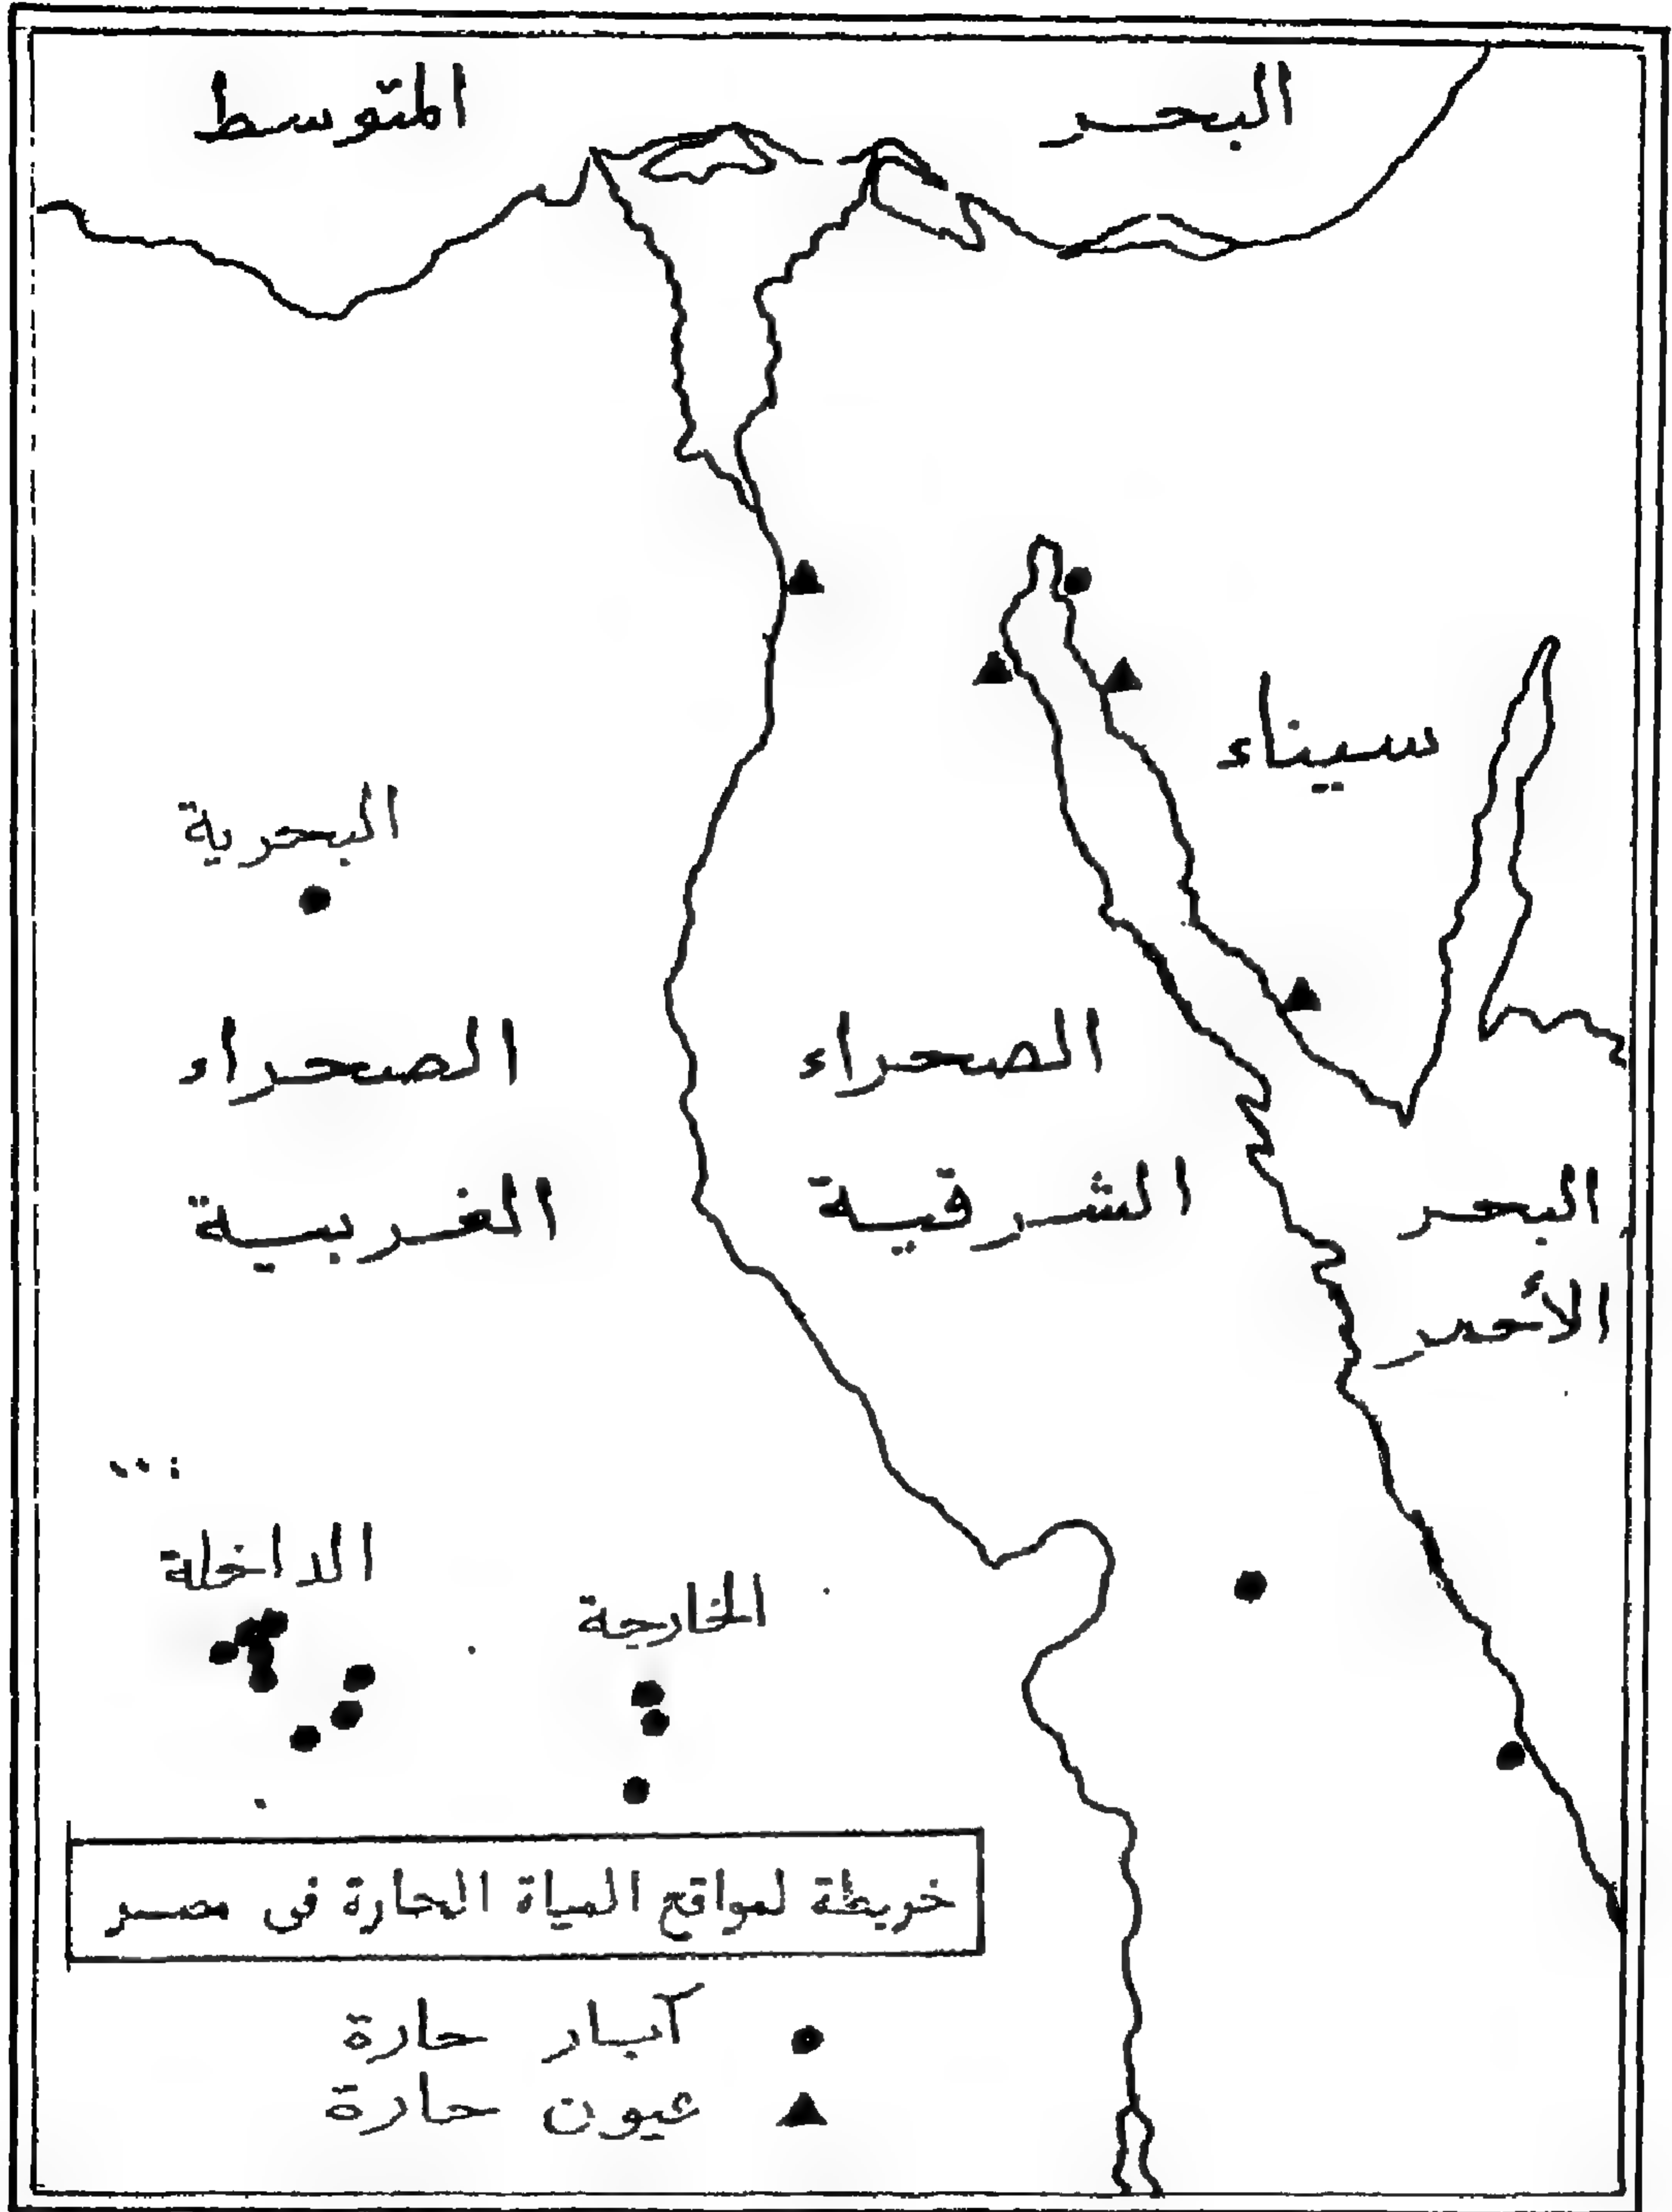 البحر المتوسط
سيناء
البحرية
الصحراء الغربية
الصحراء الشرقية
البحر الأحمر
الداخلة
الخارجة
خريطة لمواقع المياة الحارة فى مصر
آبار حارة
عيون حارة